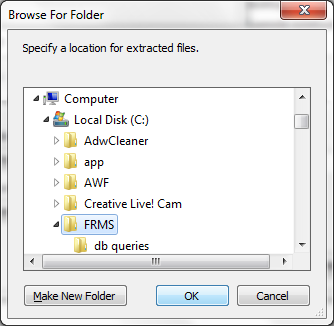 Browse For Folder
Specify a location for extracted files.
Computer
Local Disk (C:)
AdwCleaner
app
AWF
Creative Live! Cam
FRMS
db queries
Make New Folder
OK
Cancel